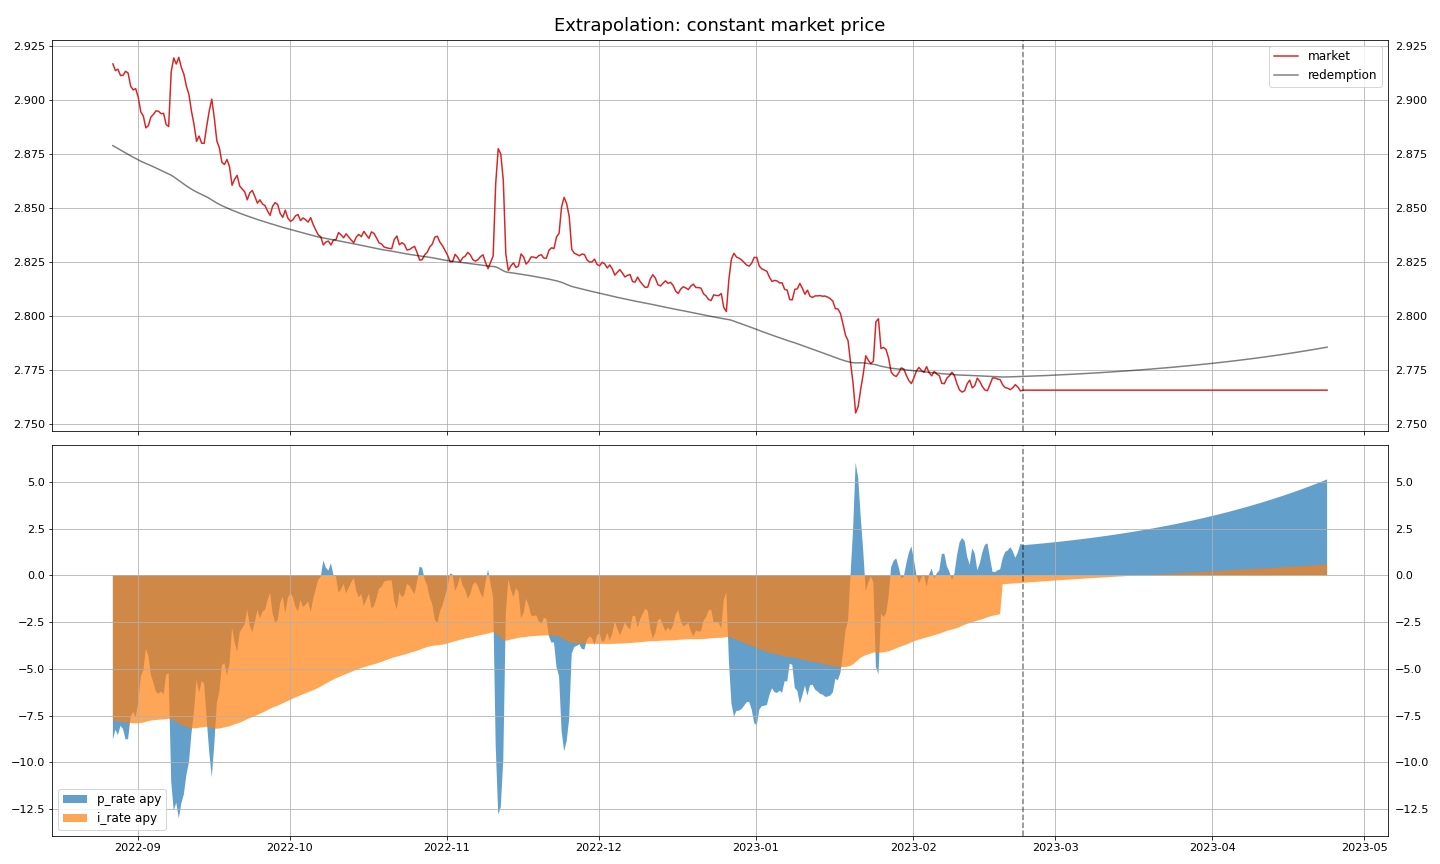 Extrapolation: constant market price
2.925 2.925
market
redemption
2.900 2.900
2.875 2.875
2.850 2.850
2.825 2.825
2.800 2.800
2.775 2.775
2.750 2.750
5.0 5.0
2.5 2.5
0.0 0.0
−2.5 −2.5
−5.0 −5.0
−7.5 −7.5
−10.0 −10.0
−12.5 −12.5
p_rate apy
i_rate apy
2022-09 2022-10 2022-11 2022-12 2023-01 2023-02 2023-03 2023-04 2023-05